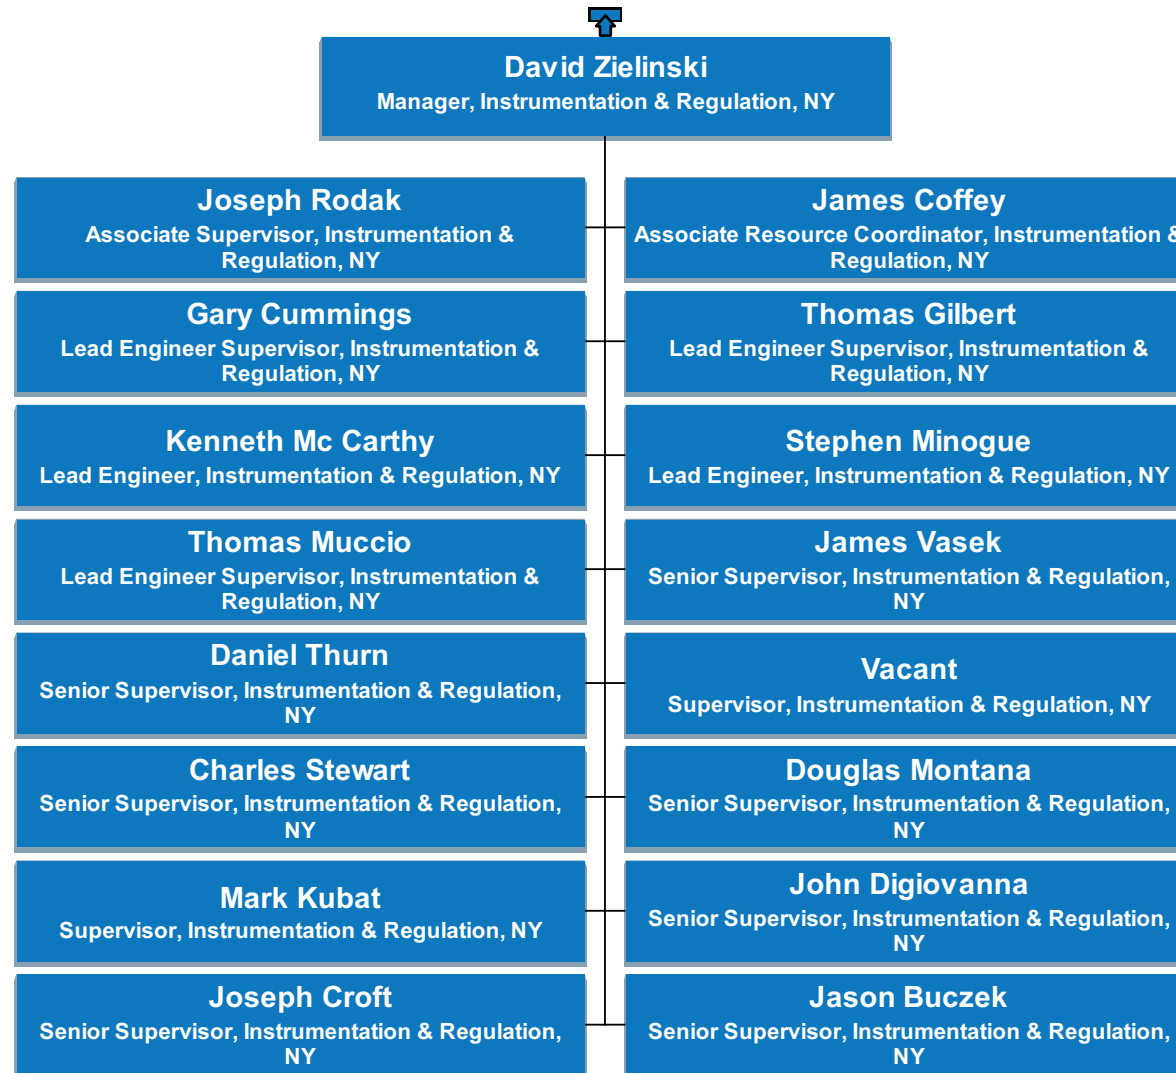 David Zielinski
Manager, Instrumentation & Regulation, NY
Joseph Rodak
Associate Supervisor, Instrumentation &
Regulation, NY
James Coffey
Associate Resource Coordinator, Instrumentation &
Regulation, NY
Gary Cummings
Lead Engineer Supervisor, Instrumentation &
Regulation, NY
Thomas Gilbert
Lead Engineer Supervisor, Instrumentation &
Regulation, NY
Kenneth Mc Carthy
Lead Engineer, Instrumentation & Regulation, NY
Stephen Minogue
Lead Engineer, Instrumentation & Regulation, NY
Thomas Muccio
Lead Engineer Supervisor, Instrumentation &
Regulation, NY
James Vasek
Senior Supervisor, Instrumentation & Regulation,
NY
Daniel Thurn
Senior Supervisor, Instrumentation & Regulation,
NY
Vacant
Supervisor, Instrumentation & Regulation, NY
Charles Stewart
Senior Supervisor, Instrumentation & Regulation,
NY
Douglas Montana
Senior Supervisor, Instrumentation & Regulation,
NY
Mark Kubat
Supervisor, Instrumentation & Regulation, NY
John Digiovanna
Senior Supervisor, Instrumentation & Regulation,
NY
Joseph Croft
Senior Supervisor, Instrumentation & Regulation,
NY
Jason Buczek
Senior Supervisor, Instrumentation & Regulation,
NY